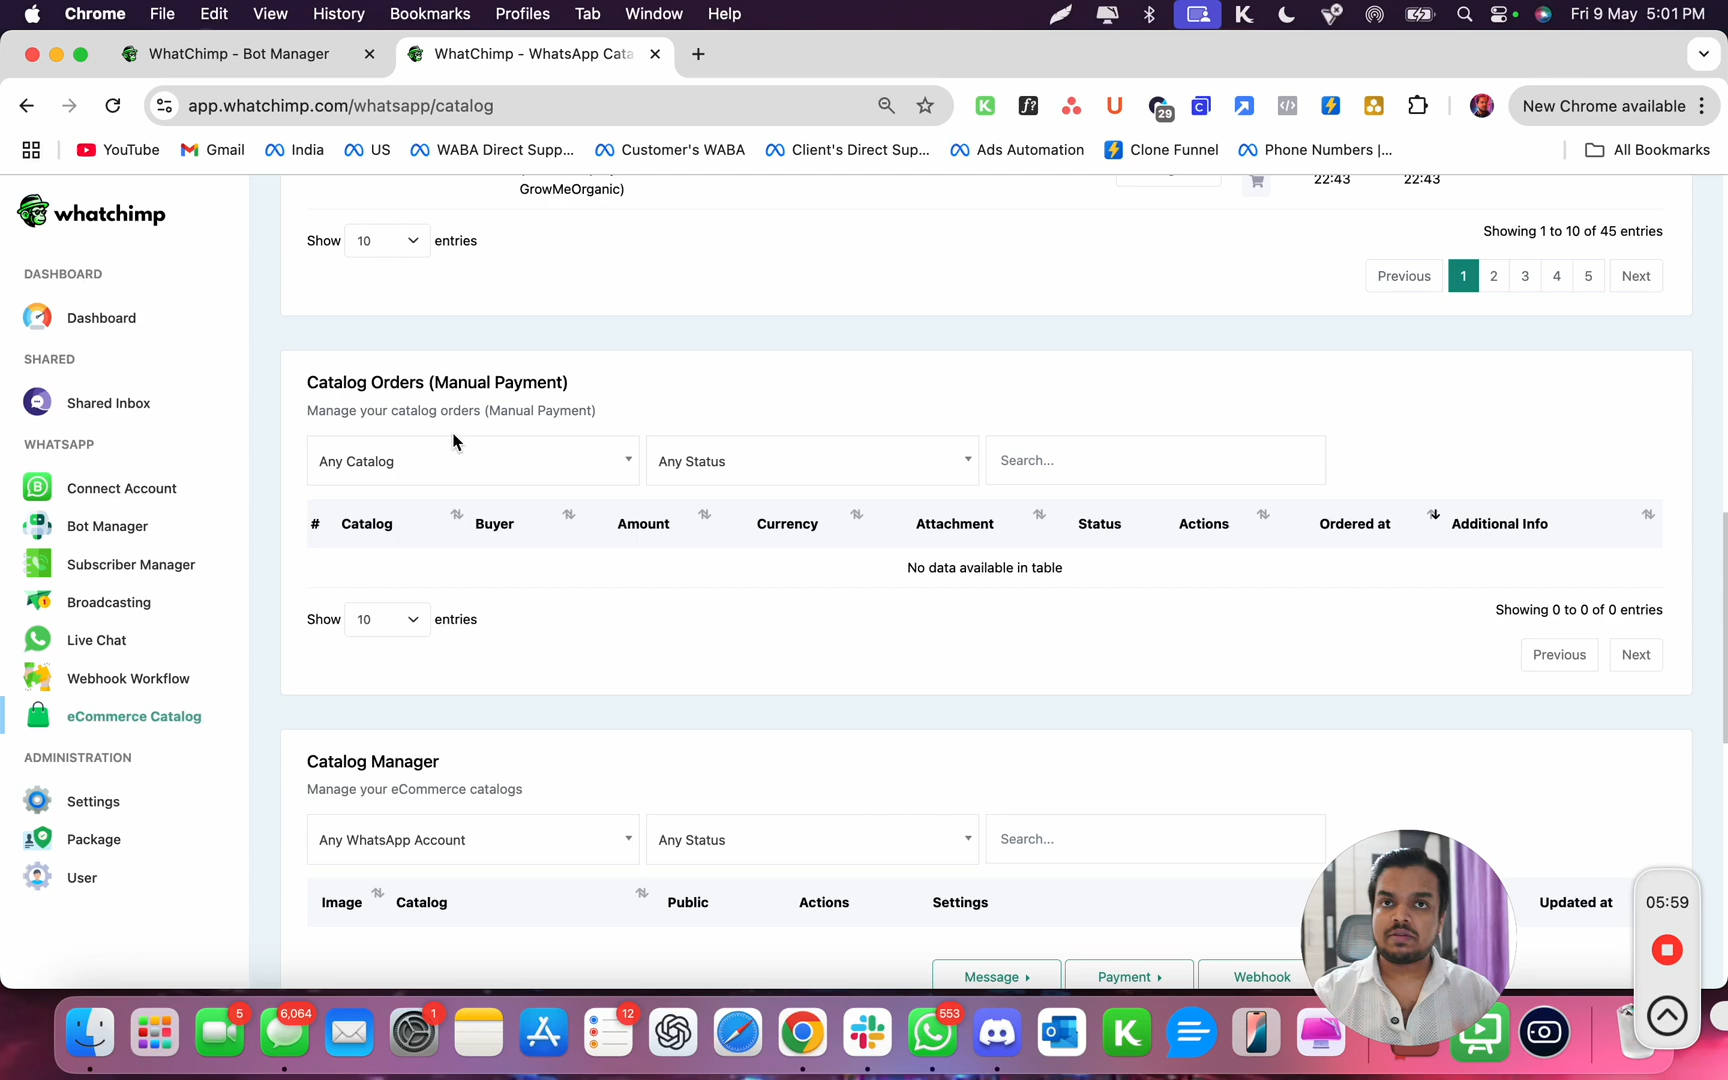 Chrome File Edit View History Bookmarks Profiles Tab Window Help Fri 9 May 5:01 PM
WhatChimp - Bot Manager WhatChimp - WhatsApp Cata
app.whatchimp.com/whatsapp/catalog 29 New Chrome available
YouTube Gmail India US WABA Direct Supp... Customer's WABA Client's Direct Sup... Ads Automation Clone Funnel Phone Numbers |... All Bookmarks
whatchimp
DASHBOARD
Dashboard
SHARED
Shared Inbox
WHATSAPP
Connect Account
Bot Manager
Subscriber Manager
Broadcasting
Live Chat
Webhook Workflow
eCommerce Catalog
ADMINISTRATION
Settings
Package
User
GrowMeOrganic) 22:43 22:43
Show 10 entries Showing 1 to 10 of 45 entries
Previous 1 2 3 4 5 Next
Catalog Orders (Manual Payment)
Manage your catalog orders (Manual Payment)
Any Catalog Any Status Search...
# Catalog Buyer Amount Currency Attachment Status Actions Ordered at Additional Info
No data available in table
Show 10 entries Showing 0 to 0 of 0 entries
Previous Next
Catalog Manager
Manage your eCommerce catalogs
Any WhatsApp Account Any Status Search...
Image Catalog Public Actions Settings Updated at
Message Payment Webhook
05:59
5 6,064 1 12 553